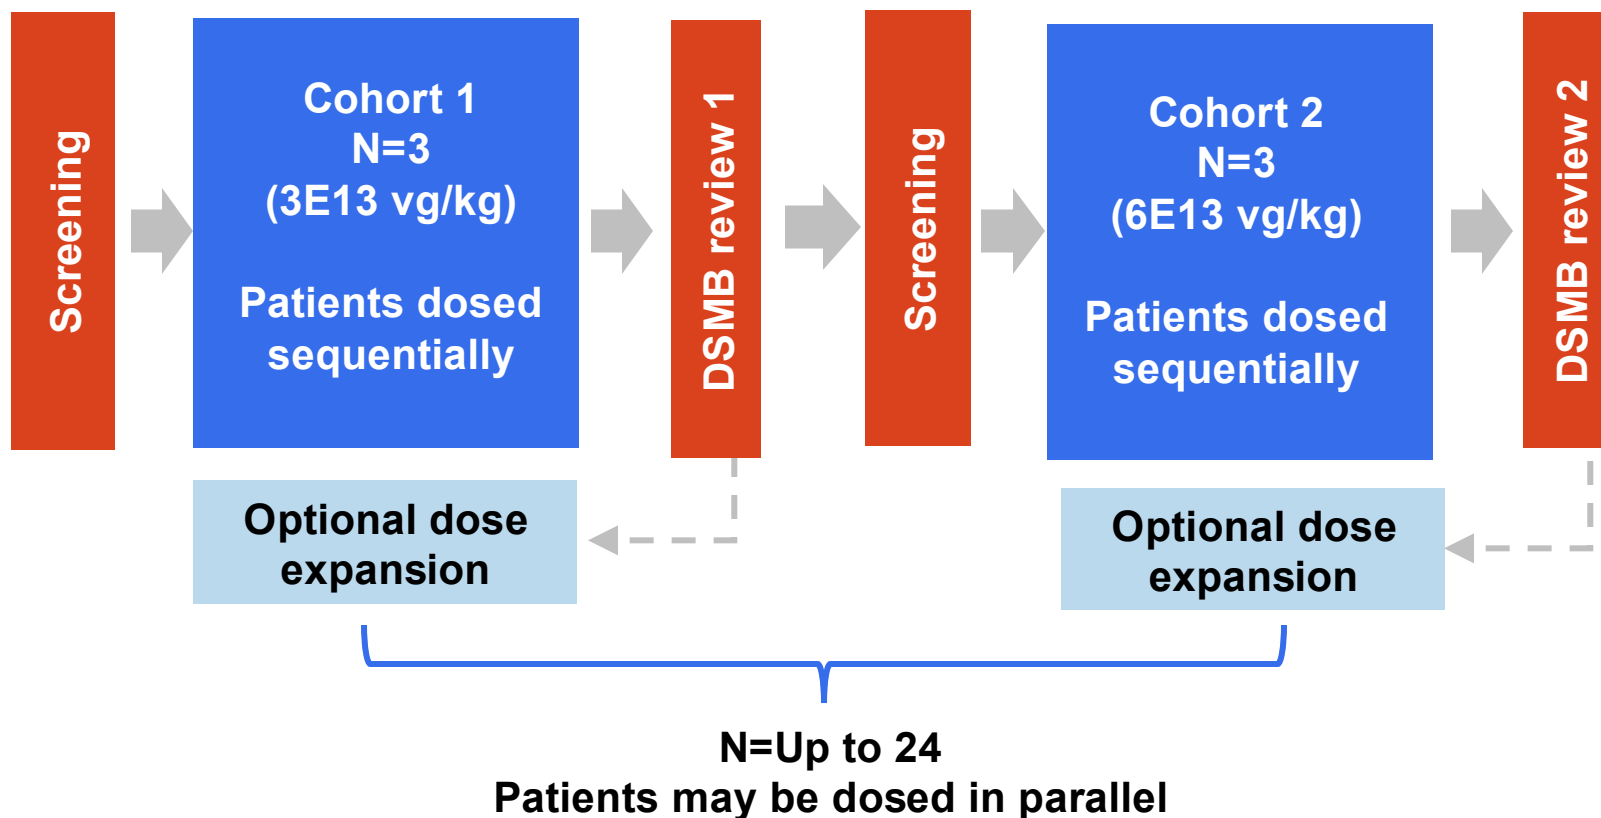 Screening
Cohort 1
N=3
(3E13 vg/kg)
Patients dosed
sequentially
DSMB review 1
Screening
Cohort 2
N=3
(6E13 vg/kg)
Patients dosed
sequentially
DSMB review 2
Optional dose
expansion
Optional dose
expansion
N=Up to 24
Patients may be dosed in parallel